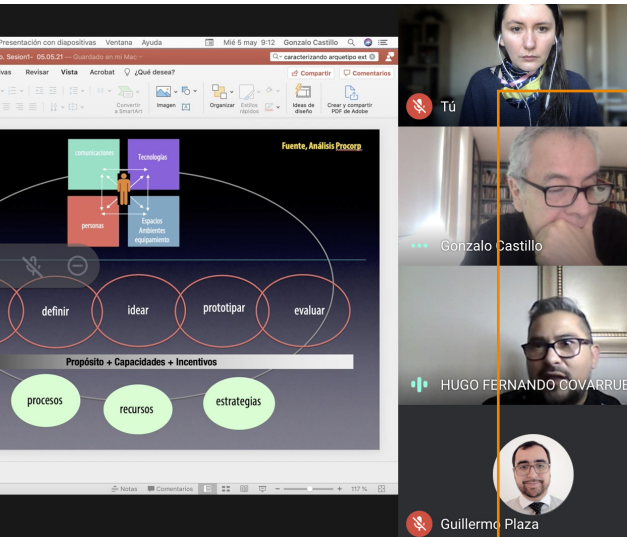 Presentación con diapositivas Ventana Ayuda Mié 5 may 9:12 Gonzalo Castillo
o. Sesion1- 05.05.21 — Guardado en mi Mac
caracterizando arquetipo ext
vas Revisar Vista Acrobat ¿Qué desea? Compartir Comentarios
Convertir a SmartArt
Imagen
Organizar
Estilos rápidos
Ideas de diseño
Crear y compartir PDF de Adobe
Fuente, Análisis Procorp
comunicaciones
Tecnologías
personas
Espacios
Ambientes
equipamiento
definir
idear
prototipar
evaluar
Propósito + Capacidades + Incentivos
procesos
recursos
estrategias
Notas Comentarios 117 %
Tú
Gonzalo Castillo
HUGO FERNANDO COVARRUB
Guillermo Plaza